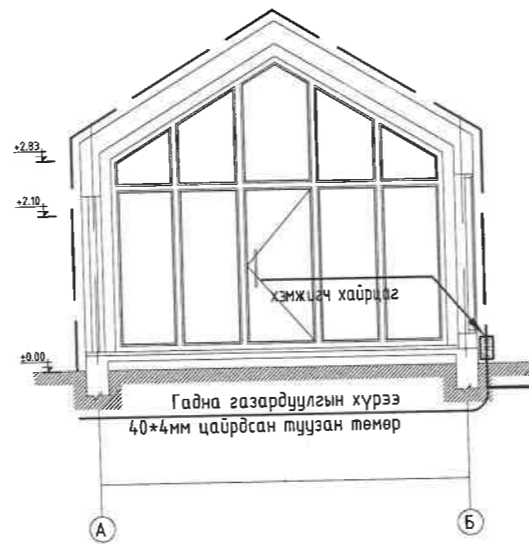 +2.83
+2.10
хэмжигч хайрцаг
±0.00
Гадна газардуулгын хүрээ
40*4мм цайрдсан туузан төмөр
А Б